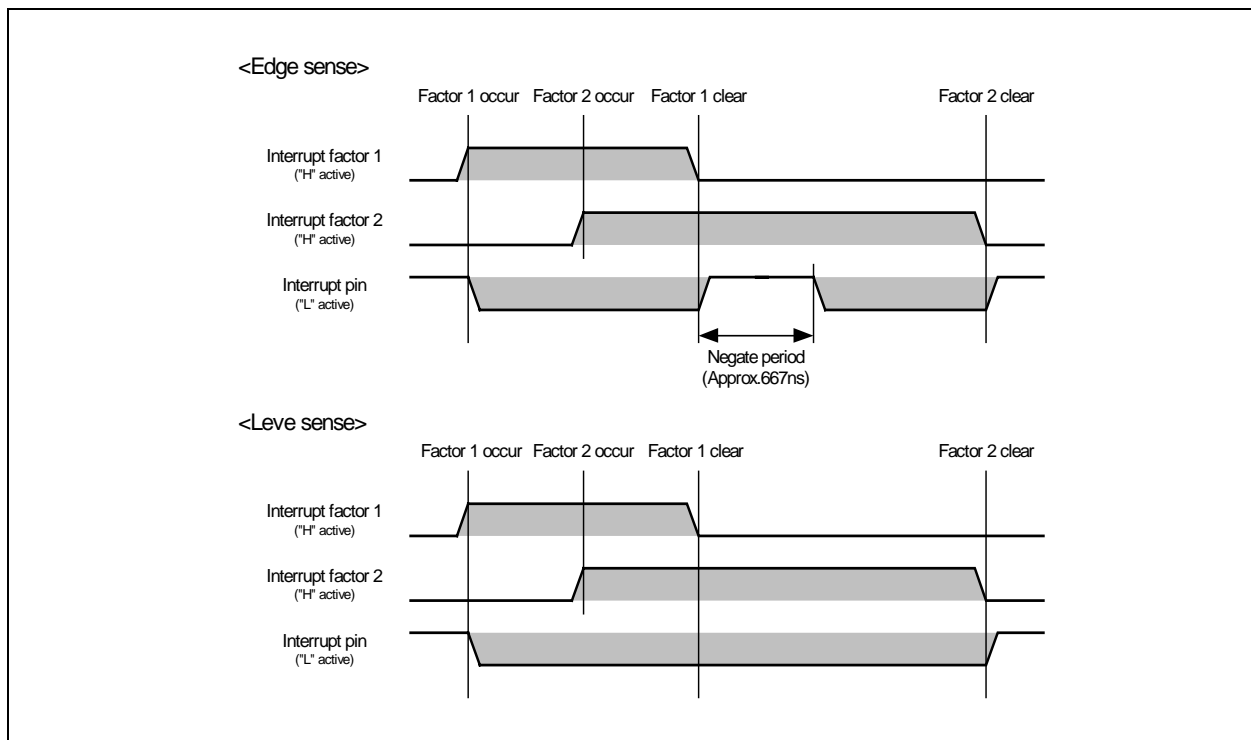 <Edge sense>
Factor 1 occur Factor 2 occur Factor 1 clear Factor 2 clear
Interrupt factor 1
("H" active)
Interrupt factor 2
("H" active)
Interrupt pin
("L" active)
Negate period
(Approx.667ns)
<Leve sense>
Factor 1 occur Factor 2 occur Factor 1 clear Factor 2 clear
Interrupt factor 1
("H" active)
Interrupt factor 2
("H" active)
Interrupt pin
("L" active)